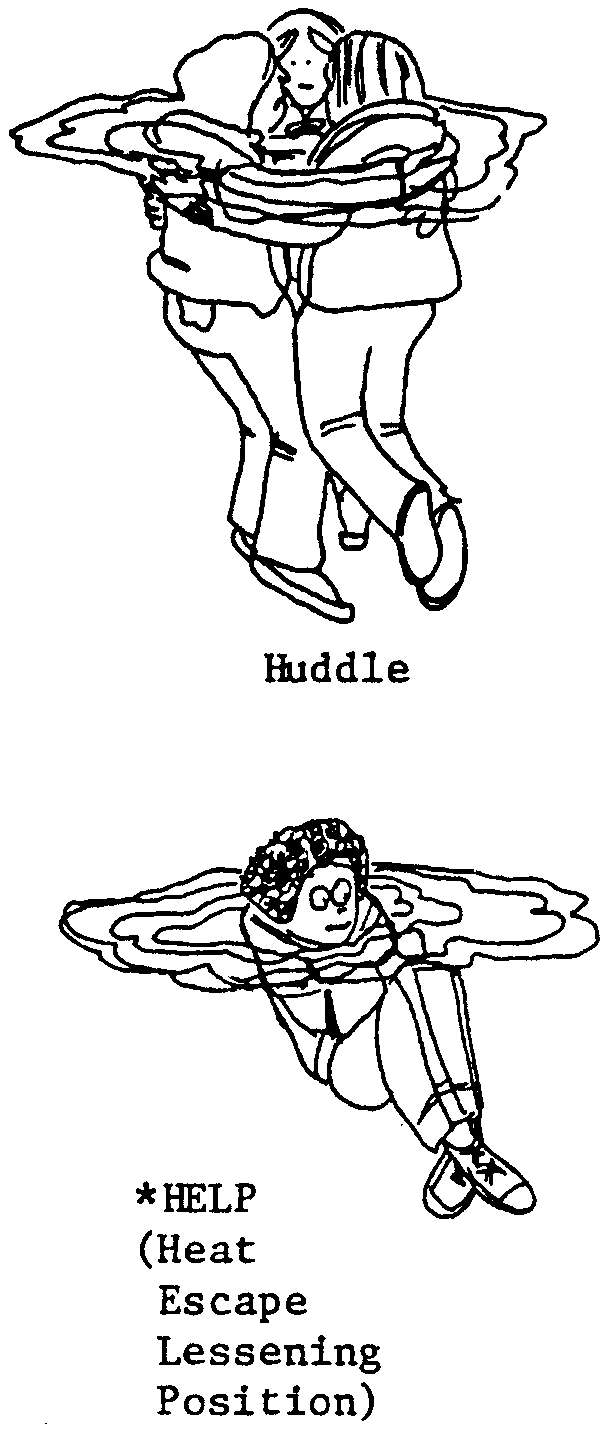 Huddle
*HELP
(Heat
Escape
Lessening
Position)